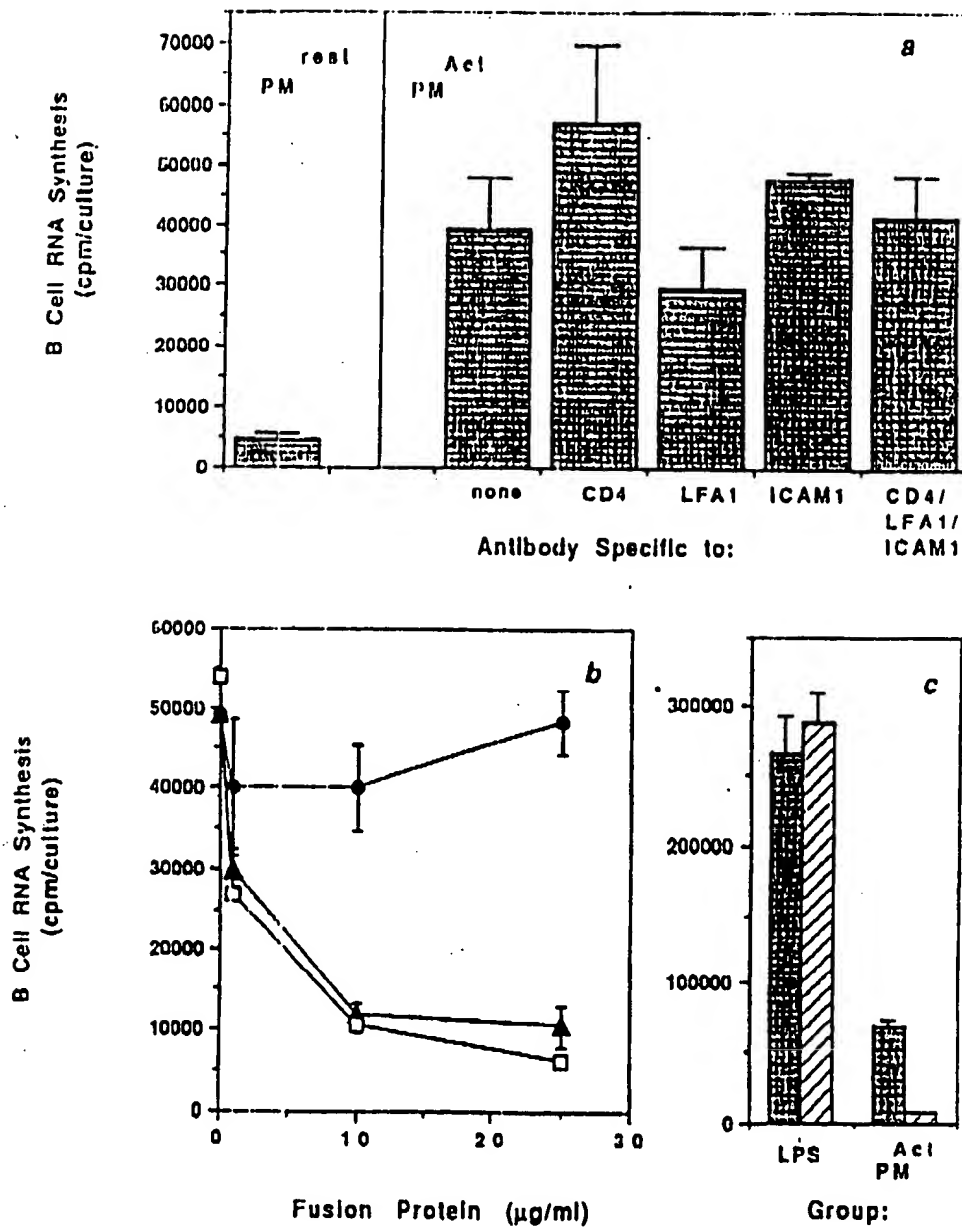 a
B Cell RNA Synthesis
(cpm/culture)
70000
60000
50000
40000
30000
20000
10000
0
PM rest
PM Act
none
CD4
LFA1
ICAM1
CD4/
LFA1/
ICAM1
Antibody Specific to:
b
B Cell RNA Synthesis
(cpm/culture)
60000
50000
40000
30000
20000
10000
0
0
10
20
30
Fusion Protein (µg/ml)
c
300000
200000
100000
0
LPS
PM Act
Group: